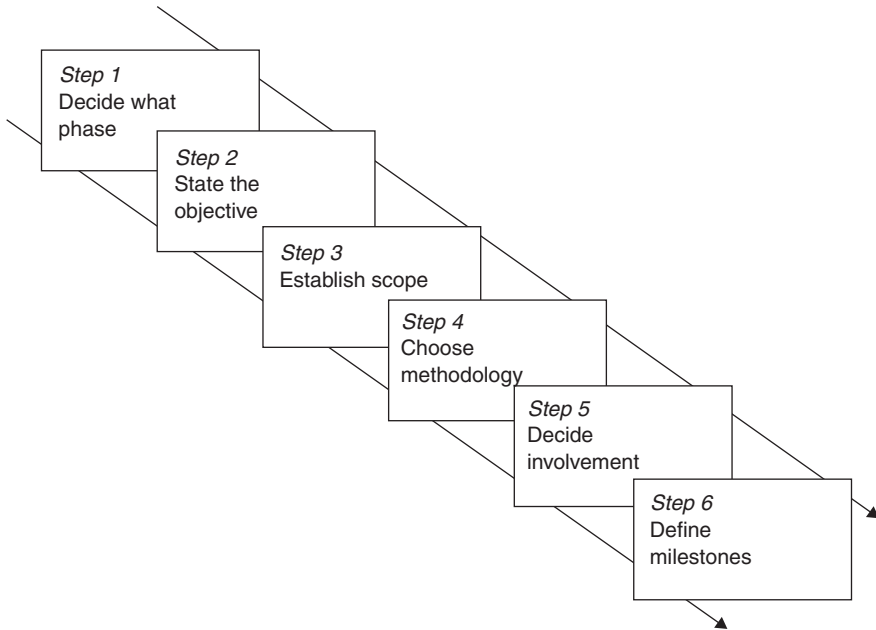 Step 1
Decide what
phase
Step 2
State the
objective
Step 3
Establish scope
Step 4
Choose
methodology
Step 5
Decide
involvement
Step 6
Define
milestones